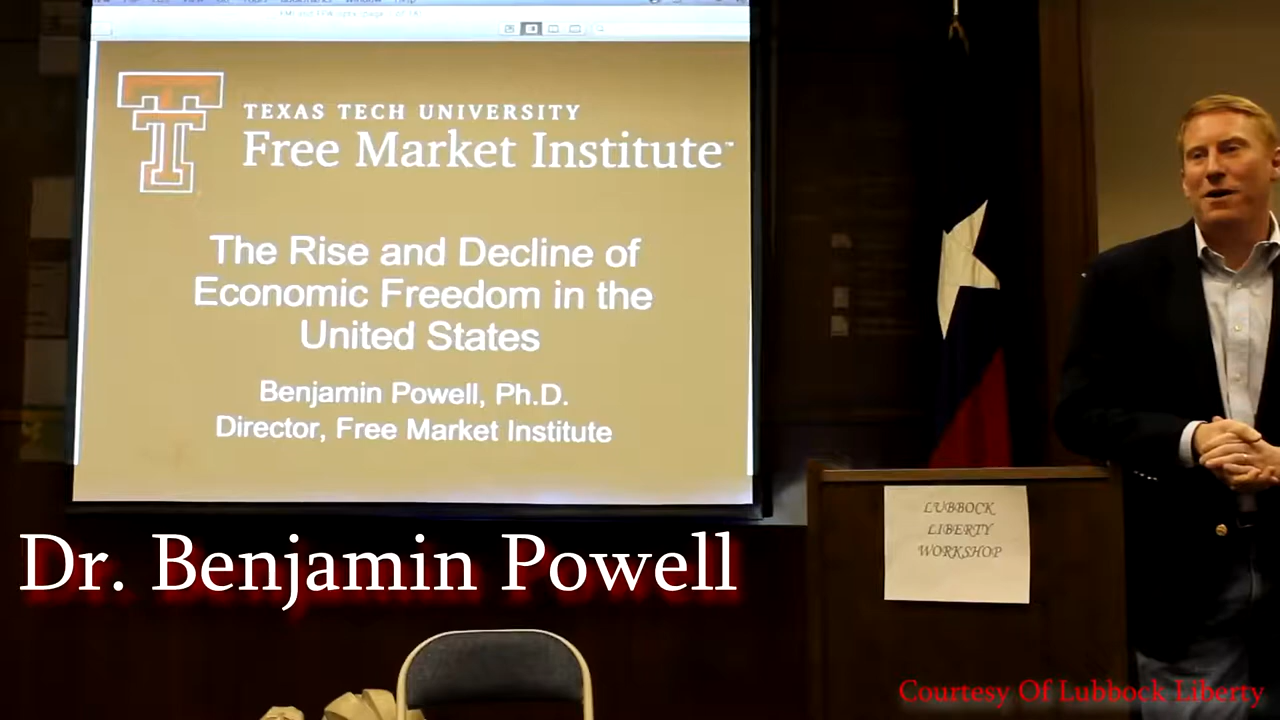 TEXAS TECH UNIVERSITY
Free Market Institute™
The Rise and Decline of
Economic Freedom in the
United States
Benjamin Powell, Ph.D.
Director, Free Market Institute
LUBBOCK
LIBERTY
WORKSHOP
Dr. Benjamin Powell
Courtesy Of Lubbock Liberty